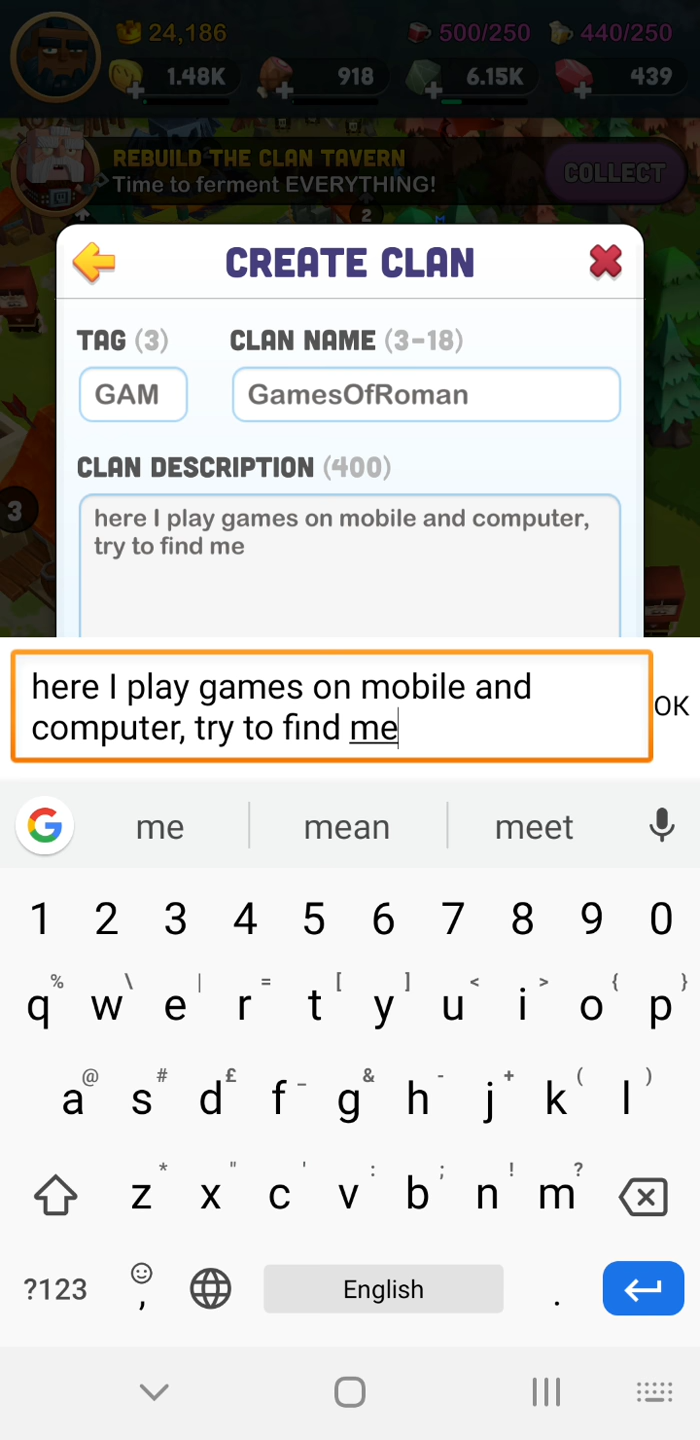 24,186
500/250
440/250
1.48K
918
6.15K
439
REBUILD THE CLAN TAVERN
Time to ferment EVERYTHING!
COLLECT
2
CREATE CLAN
TAG (3)
CLAN NAME (3-18)
GAM
GamesOfRoman
CLAN DESCRIPTION (400)
3
here I play games on mobile and computer,
try to find me
here I play games on mobile and
computer, try to find me
OK
me
mean
meet
1 2 3 4 5 6 7 8 9 0
% \ | = [ ] < > { }
q w e r t y u i o p
@ # £ _ & - + ( )
a s d f g h j k l
* " ' : ; ! ?
z x c v b n m
?123
,
English
.